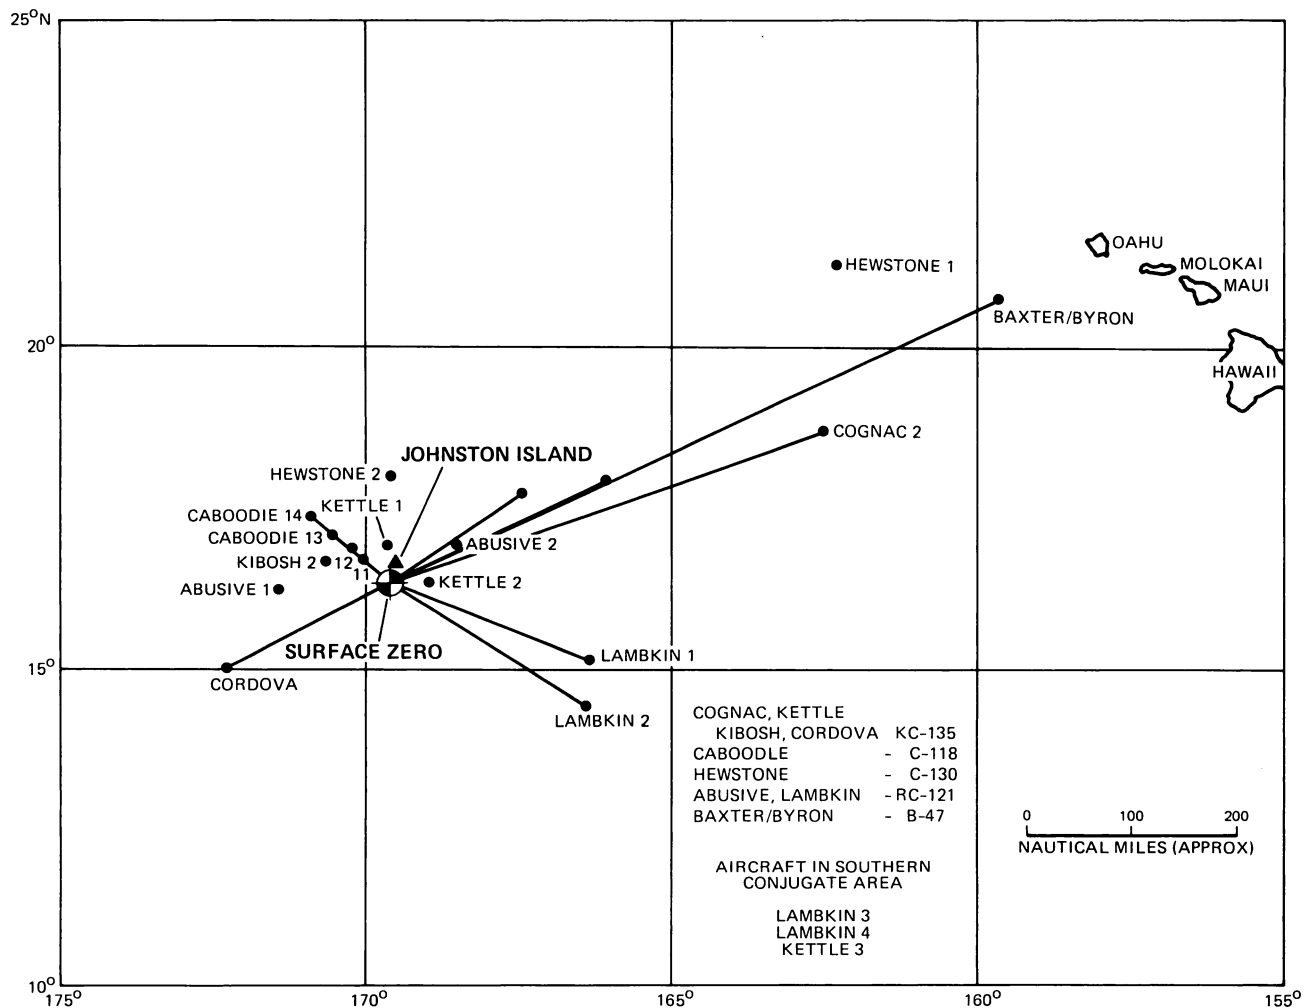 25°N
OAHU
MOLOKAI
MAUI
HEWSTONE 1
BAXTER/BYRON
20°
HAWAII
COGNAC 2
JOHNSTON ISLAND
HEWSTONE 2
KETTLE 1
CABOODIE 14
CABOODIE 13
ABUSIVE 2
KIBOSH 2
12
11
KETTLE 2
ABUSIVE 1
SURFACE ZERO
LAMBKIN 1
15°
CORDOVA
LAMBKIN 2
COGNAC, KETTLE
KIBOSH, CORDOVA KC-135
CABOODLE - C-118
HEWSTONE - C-130
ABUSIVE, LAMBKIN -RC-121
BAXTER/BYRON - B-47
0 100 200
NAUTICAL MILES (APPROX)
AIRCRAFT IN SOUTHERN
CONJUGATE AREA
LAMBKIN 3
LAMBKIN 4
KETTLE 3
10°
175° 170° 165° 160° 155°